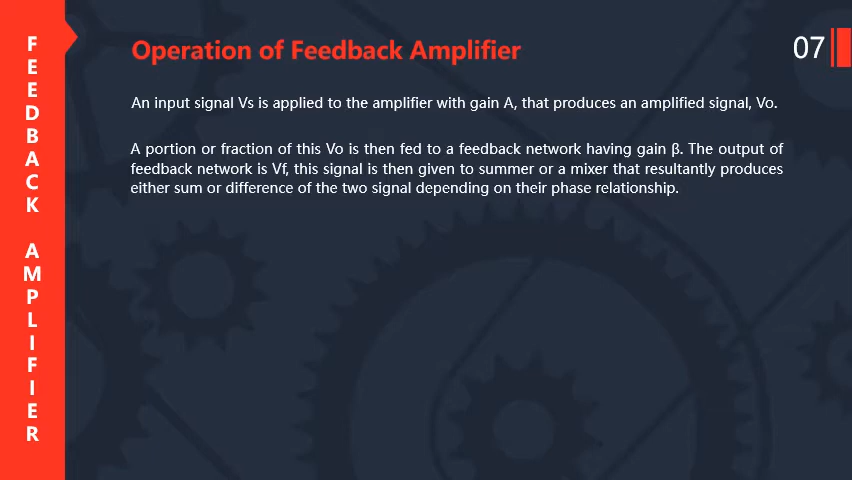 FEEDBACK AMPLIFIER
Operation of Feedback Amplifier
07
An input signal Vs is applied to the amplifier with gain A, that produces an amplified signal, Vo.
A portion or fraction of this Vo is then fed to a feedback network having gain β. The output of
feedback network is Vf, this signal is then given to summer or a mixer that resultantly produces
either sum or difference of the two signal depending on their phase relationship.